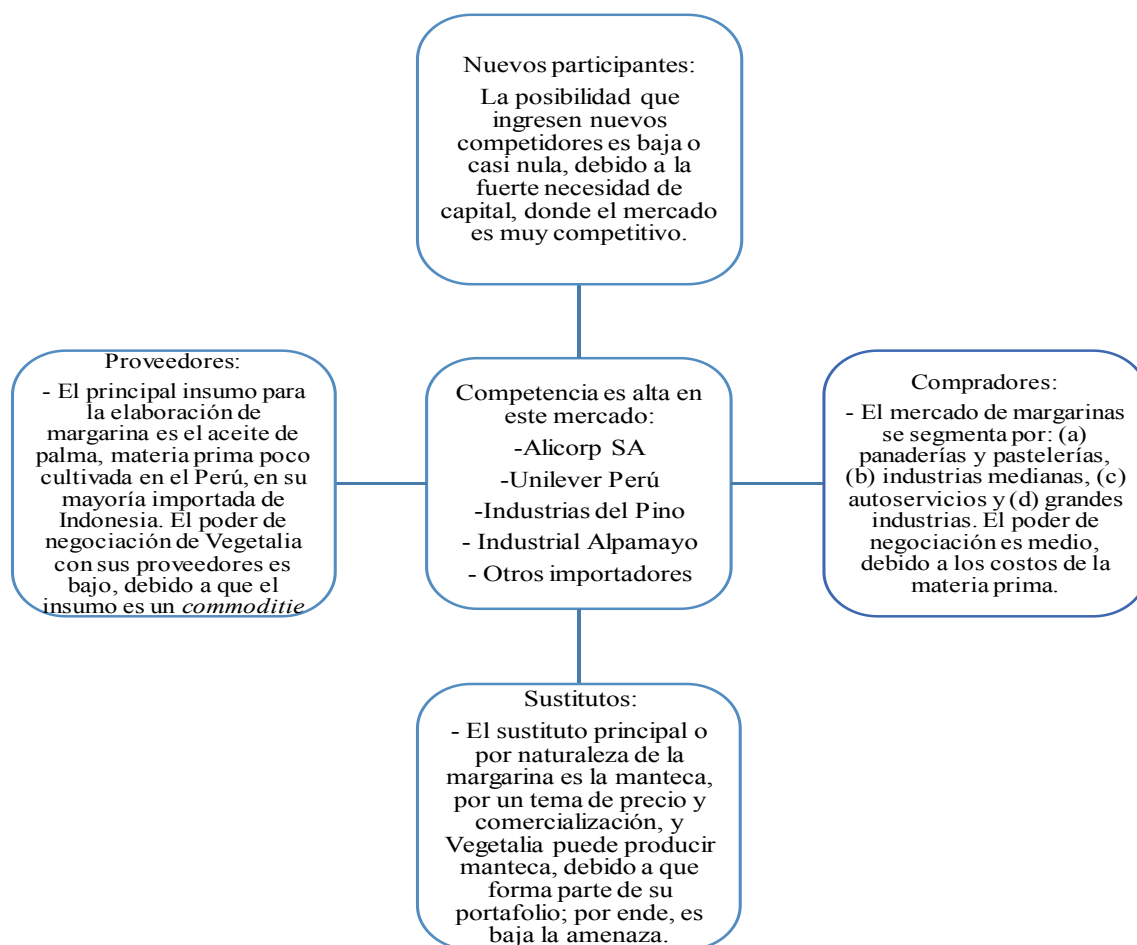 Nuevos participantes:
La posibilidad que
ingresen nuevos
competidores es baja o
casi nula, debido a la
fuerte necesidad de
capital, donde el mercado
es muy competitivo.
Proveedores:
- El principal insumo para
la elaboración de
margarina es el aceite de
palma, materia prima poco
cultivada en el Perú, en su
mayoría importada de
Indonesia. El poder de
negociación de Vegetalia
con sus proveedores es
bajo, debido a que el
insumo es un commoditie
Competencia es alta en
este mercado:
-Alicorp SA
-Unilever Perú
-Industrias del Pino
- Industrial Alpamayo
- Otros importadores
Compradores:
- El mercado de margarinas
se segmenta por: (a)
panaderías y pastelerías,
(b) industrias medianas, (c)
autoservicios y (d) grandes
industrias. El poder de
negociación es medio,
debido a los costos de la
materia prima.
Sustitutos:
- El sustituto principal o
por naturaleza de la
margarina es la manteca,
por un tema de precio y
comercialización, y
Vegetalia puede producir
manteca, debido a que
forma parte de su
portafolio; por ende, es
baja la amenaza.